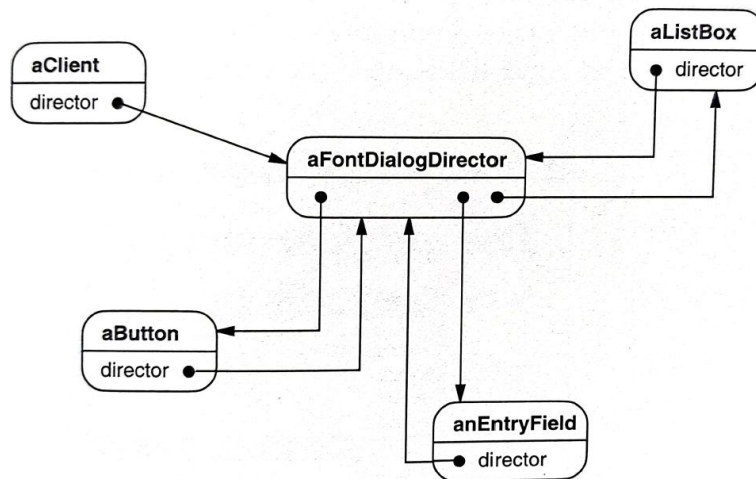 aClient
director
aListBox
director
aFontDialogDirector
aButton
director
anEntryField
director